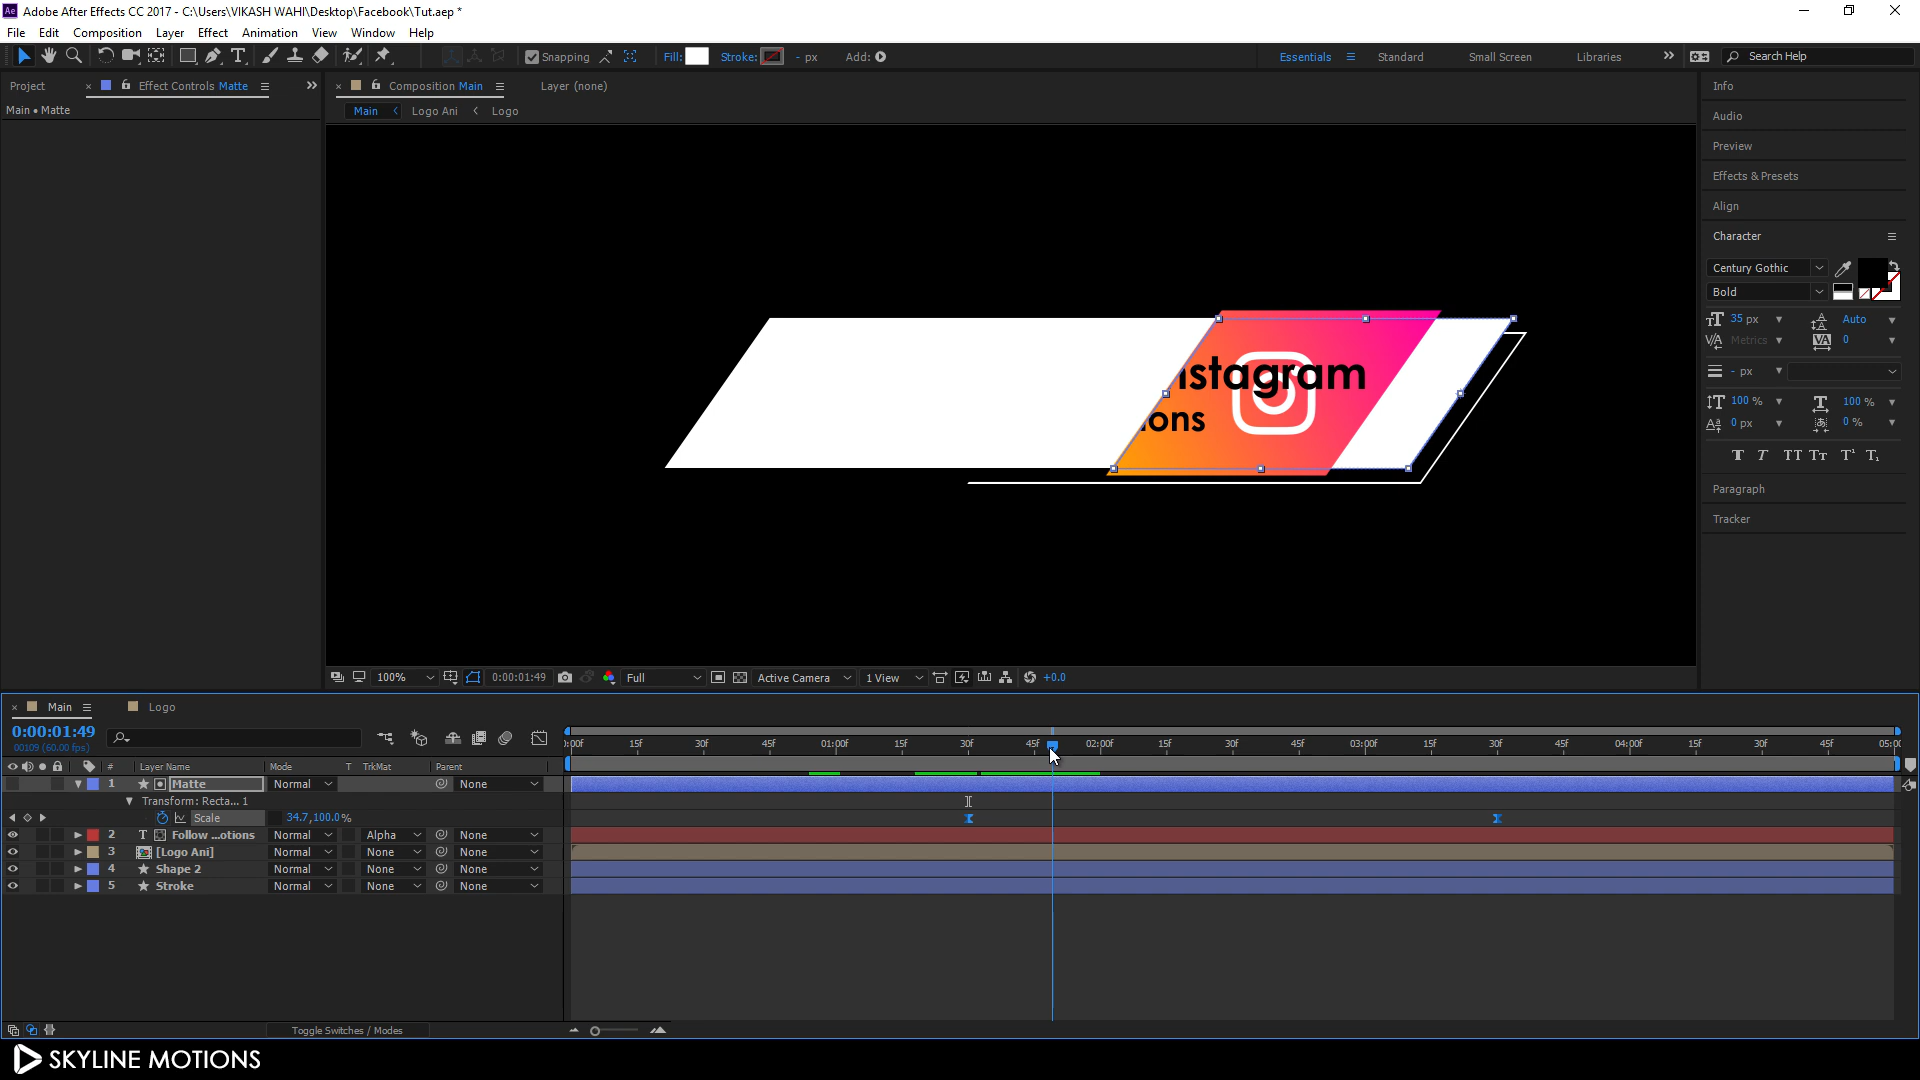 Adobe After Effects CC 2017 - C:\Users\VIKASH WAHI\Desktop\Facebook\Tut.aep *
File Edit Composition Layer Effect Animation View Window Help
Snapping Fill: Stroke: - px Add: Essentials Standard Small Screen Libraries Search Help
Project Effect Controls Matte Composition Main Layer (none) Info
Main • Matte Main Logo Ani Logo
Audio
Preview
Effects & Presets
Align
Character
Century Gothic
Bold
35 px Auto
Metrics 0
- px
100 % 100 %
0 px 0 %
T T TT Tt T¹ T₁
Paragraph
Tracker
nstagram
ions
100% 0:00:01:49 Full Active Camera 1 View +0.0
Main Logo
0:00:01:49
00109 (60.00 fps)
:00f 15f 30f 45f 01:00f 15f 30f 45f 02:00f 15f 30f 45f 03:00f 15f 30f 45f 04:00f 15f 30f 45f 05:0
# Layer Name Mode T TrkMat Parent
1 Matte Normal None
Transform: Recta... 1
Scale 34.7,100.0%
2 T Follow ...otions Normal Alpha None
3 [Logo Ani] Normal None None
4 Shape 2 Normal None None
5 Stroke Normal None None
Toggle Switches / Modes
SKYLINE MOTIONS